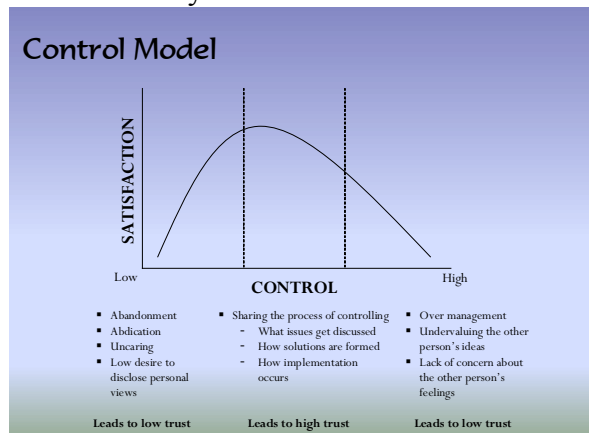 Control Model
SATISFACTION
Low
High
CONTROL
▪ Abandonment
▪ Abdication
▪ Uncaring
▪ Low desire to
disclose personal
views
Leads to low trust
▪ Sharing the process of controlling
- What issues get discussed
- How solutions are formed
- How implementation
occurs
Leads to high trust
▪ Over management
▪ Undervaluing the other
person's ideas
▪ Lack of concern about
the other person's
feelings
Leads to low trust